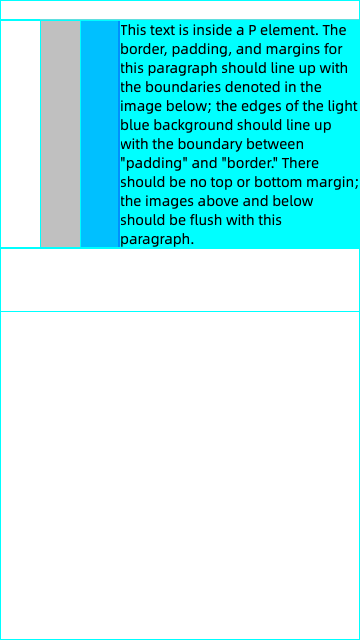 This text is inside a P element. The
border, padding, and margins for
this paragraph should line up with
the boundaries denoted in the
image below; the edges of the light
blue background should line up
with the boundary between
"padding" and "border." There
should be no top or bottom margin;
the images above and below
should be flush with this
paragraph.